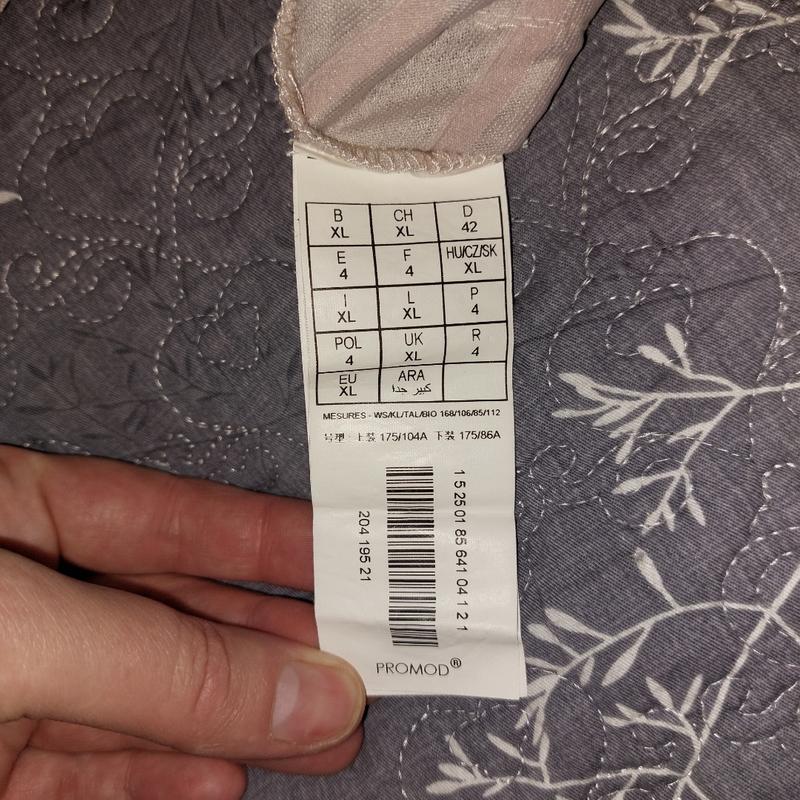 B CH D
XL XL 42
E F HU/CZ/SK
4 4 XL
I L P
XL XL 4
POL UK R
4 XL 4
EU ARA
XL كبير جدا
MESURES - WS/KL/TAL/BIO 168/106/85/112
号型 上装 175/104A 下装 175/86A
204 195 21
1 5 25 01 85 641 04 1 2 1
PROMOD®